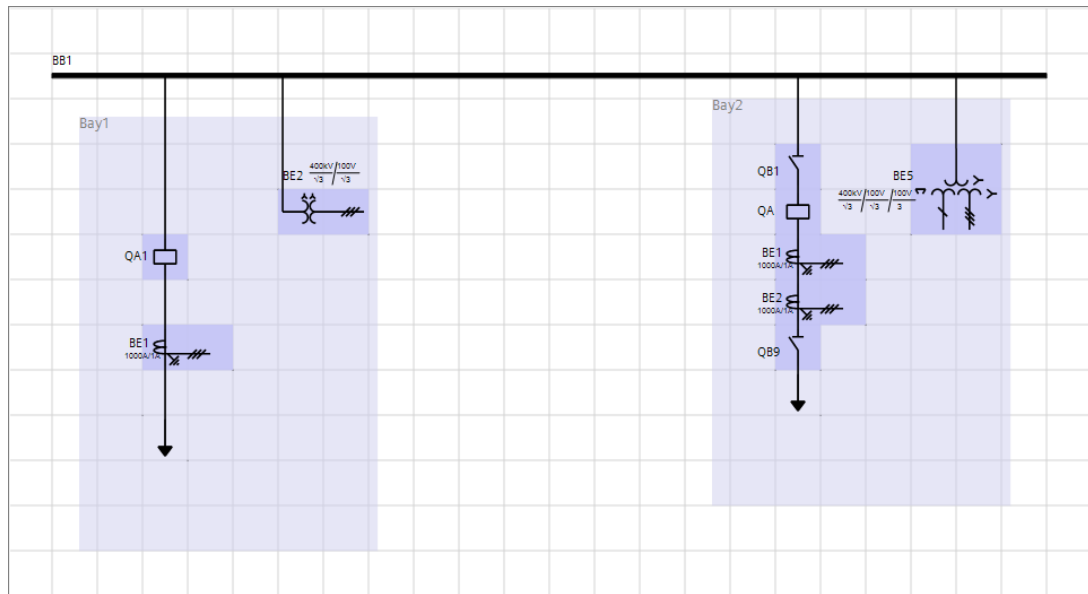 BB1
Bay1
BE2
400kV/100V
√3 / √3
QA1
BE1
1000A/1A
Bay2
QB1
BE5
400kV/100V/100V
√3 / √3 / 3
QA
BE1
1000A/1A
BE2
1000A/1A
QB9